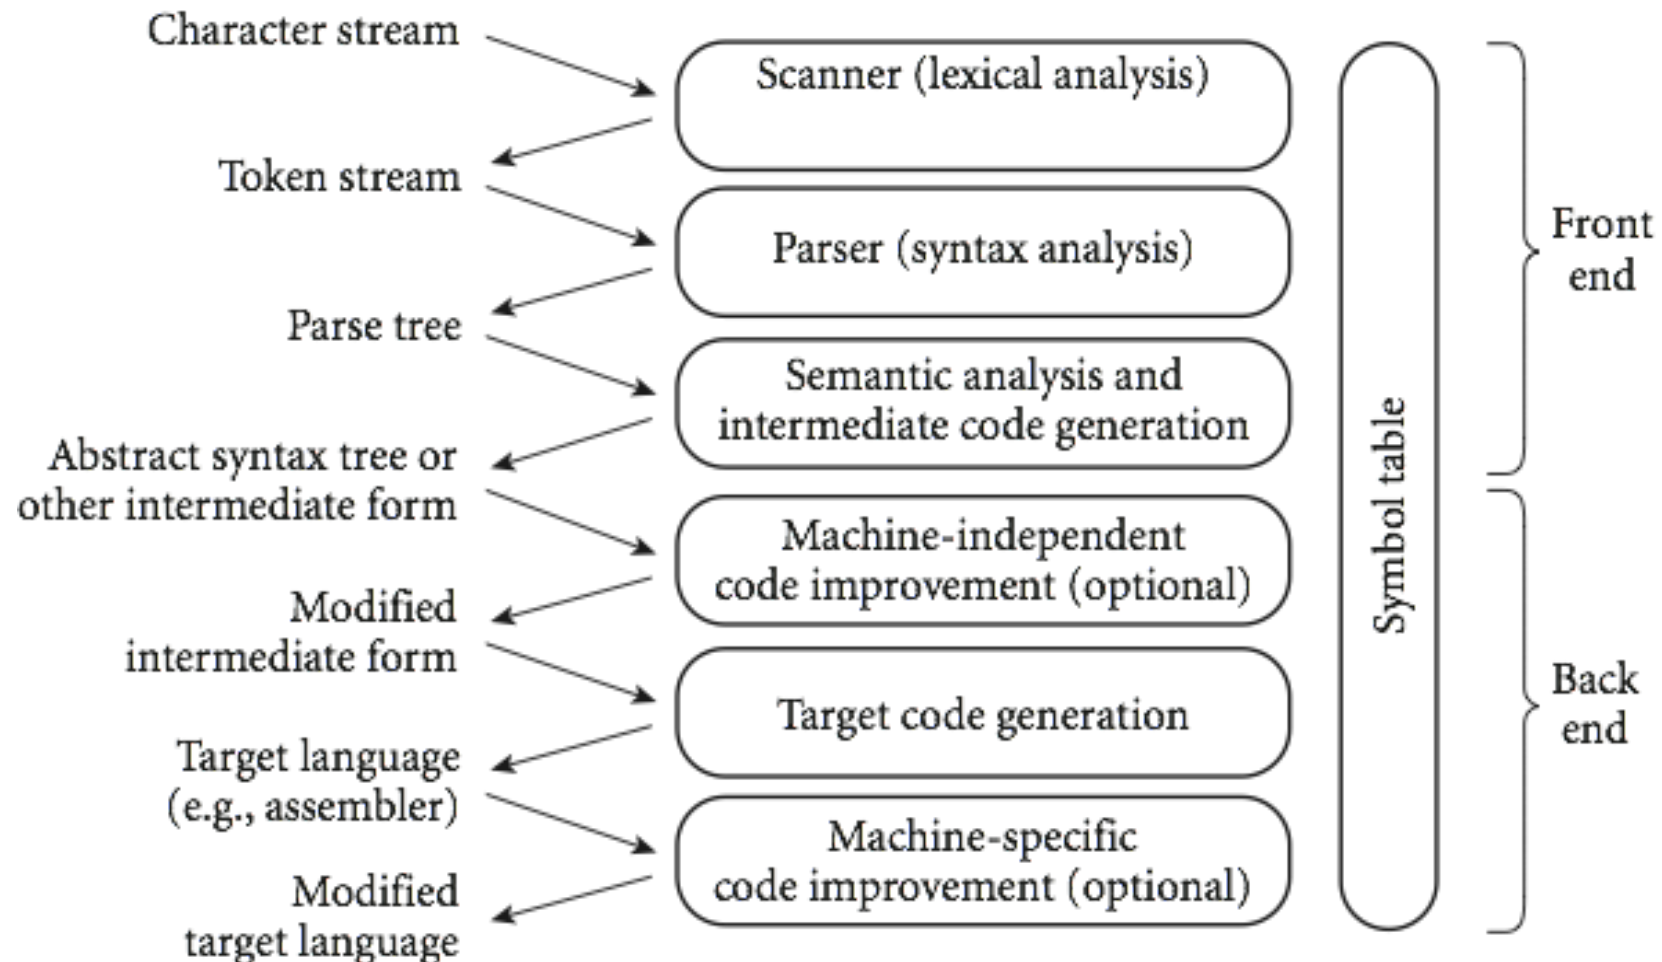 Character stream
Scanner (lexical analysis)
Token stream
Parser (syntax analysis)
Parse tree
Semantic analysis and
intermediate code generation
Abstract syntax tree or
other intermediate form
Machine-independent
code improvement (optional)
Modified
intermediate form
Target code generation
Target language
(e.g., assembler)
Machine-specific
code improvement (optional)
Modified
target language
Symbol table
Front
end
Back
end